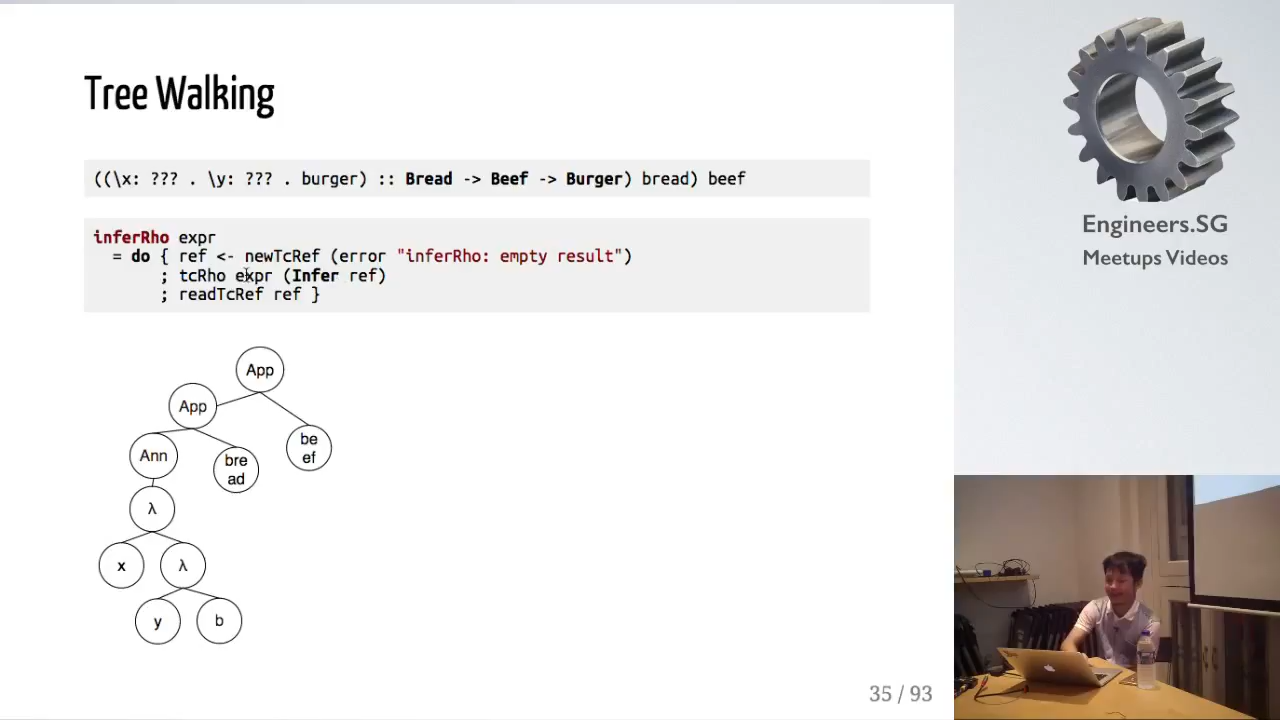 Tree Walking
((\x: ??? . \y: ??? . burger) :: Bread -> Beef -> Burger) bread) beef
inferRho expr
= do { ref <- newTcRef (error "inferRho: empty result")
; tcRho expr (Infer ref)
; readTcRef ref }
App
App
be
ef
Ann
bre
ad
λ
x
λ
y
b
35 / 93
Engineers.SG
Meetups Videos